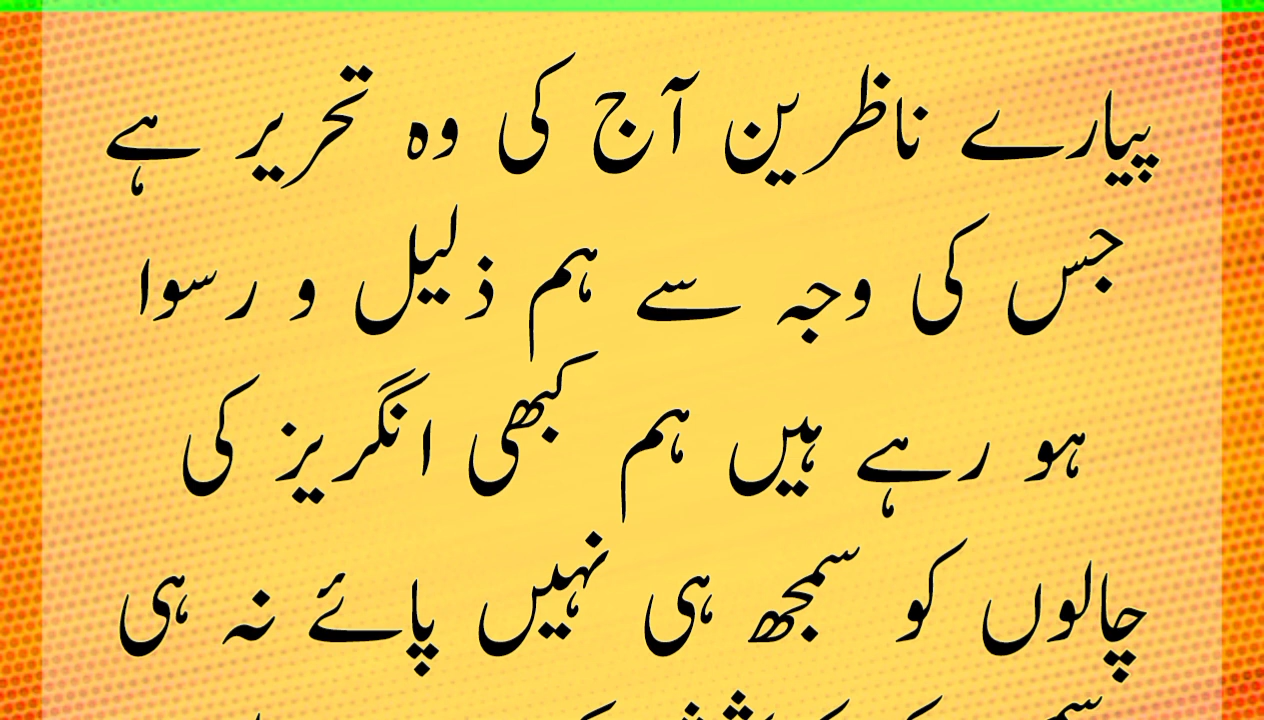 پیارے ناظرین آج کی وہ تحریر ہے
جس کی وجہ سے ہم ذلیل و رسوا
ہو رہے ہیں ہم کبھی انگریز کی
چالوں کو سمجھ ہی نہیں پائے نہ ہی